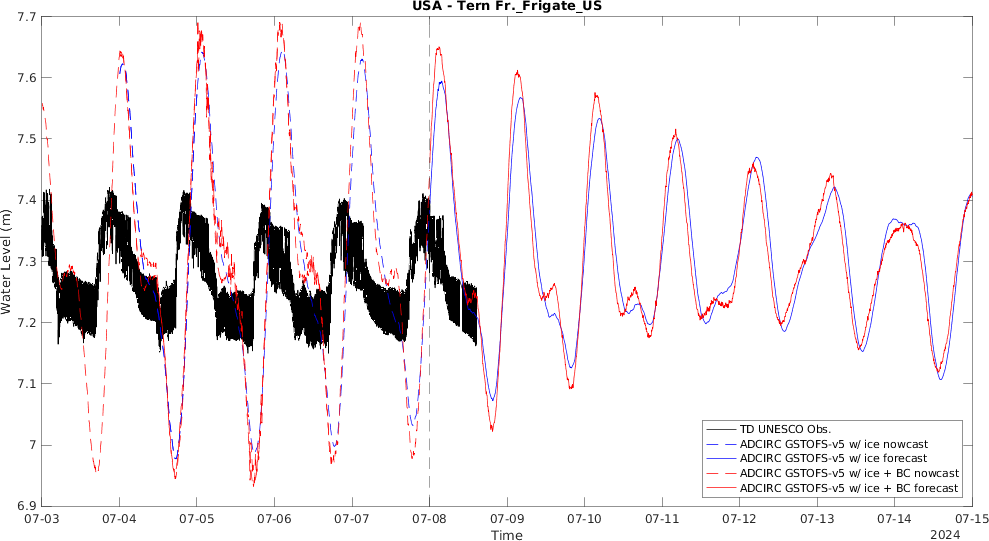 USA - Tern Fr._Frigate_US
7.7
7.6
7.5
7.4
7.3
7.2
7.1
7
6.9
Water Level (m)
07-03 07-04 07-05 07-06 07-07 07-08 07-09 07-10 07-11 07-12 07-13 07-14 07-15
Time
2024
TD UNESCO Obs.
ADCIRC GSTOFS-v5 w/ ice nowcast
ADCIRC GSTOFS-v5 w/ ice forecast
ADCIRC GSTOFS-v5 w/ ice + BC nowcast
ADCIRC GSTOFS-v5 w/ ice + BC forecast